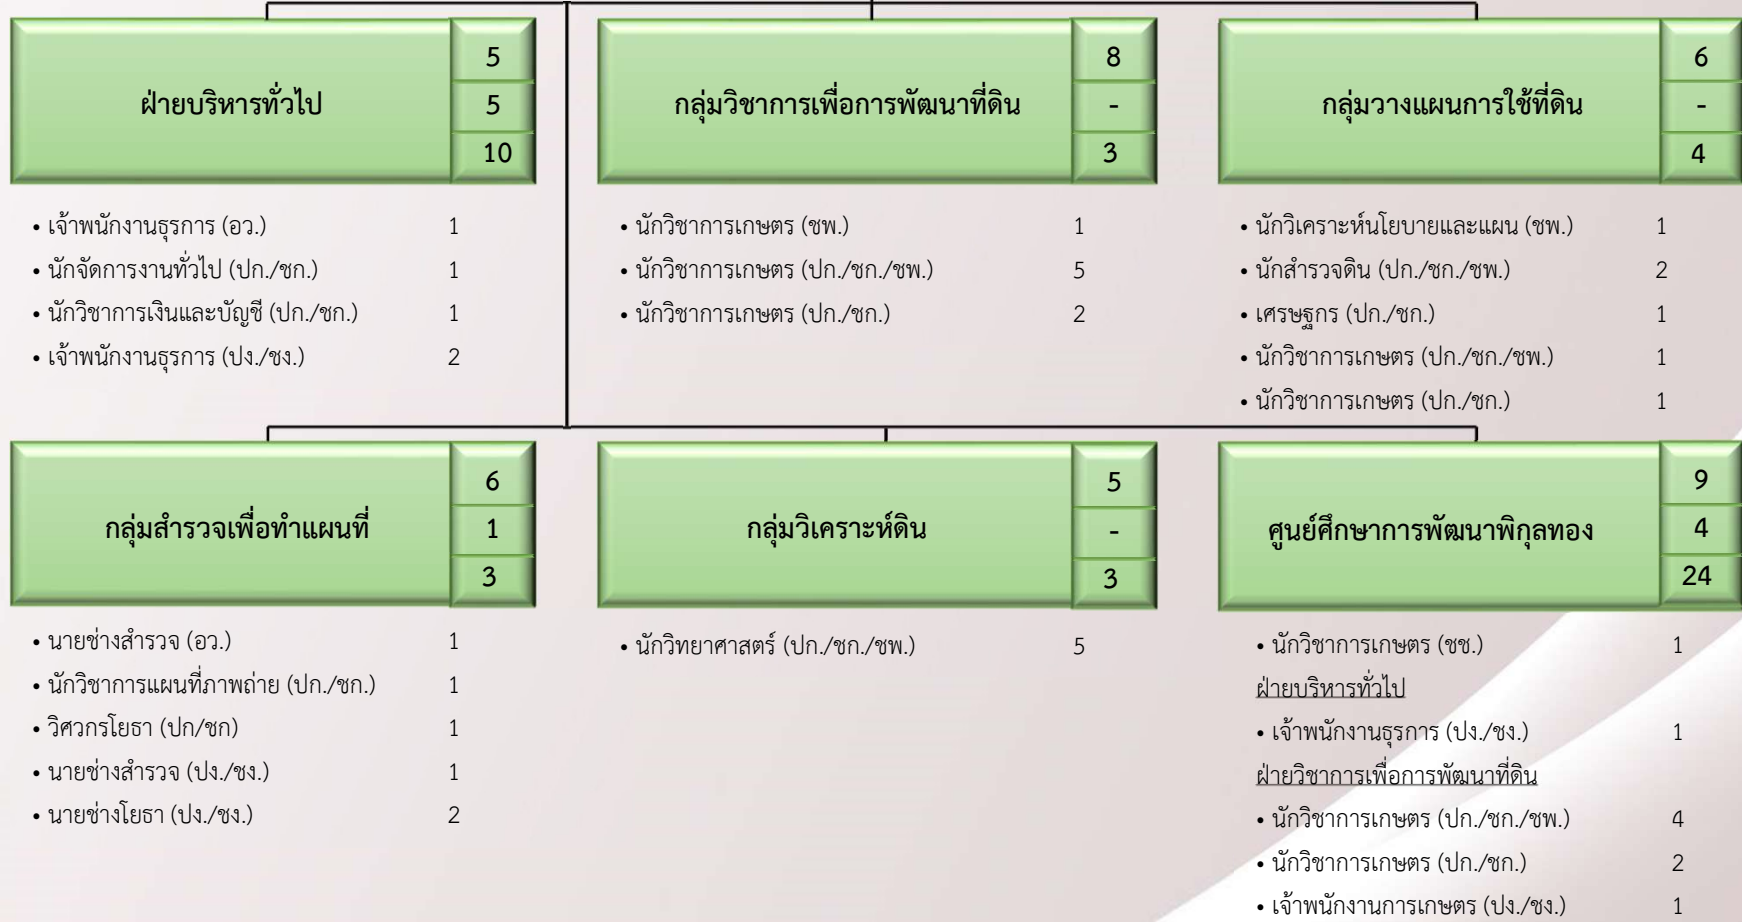 ฝ่ายบริหารทั่วไป
5
5
10
• เจ้าพนักงานธุรการ (อว.) 1
• นักจัดการงานทั่วไป (ปก./ชก.) 1
• นักวิชาการเงินและบัญชี (ปก./ชก.) 1
• เจ้าพนักงานธุรการ (ปง./ชง.) 2
กลุ่มวิชาการเพื่อการพัฒนาที่ดิน
8
-
3
• นักวิชาการเกษตร (ชพ.) 1
• นักวิชาการเกษตร (ปก./ชก./ชพ.) 5
• นักวิชาการเกษตร (ปก./ชก.) 2
กลุ่มวางแผนการใช้ที่ดิน
6
-
4
• นักวิเคราะห์นโยบายและแผน (ชพ.) 1
• นักสำรวจดิน (ปก./ชก./ชพ.) 2
• เศรษฐกร (ปก./ชก.) 1
• นักวิชาการเกษตร (ปก./ชก./ชพ.) 1
• นักวิชาการเกษตร (ปก./ชก.) 1
กลุ่มสำรวจเพื่อทำแผนที่
6
1
3
• นายช่างสำรวจ (อว.) 1
• นักวิชาการแผนที่ภาพถ่าย (ปก./ชก.) 1
• วิศวกรโยธา (ปก/ชก) 1
• นายช่างสำรวจ (ปง./ชง.) 1
• นายช่างโยธา (ปง./ชง.) 2
กลุ่มวิเคราะห์ดิน
5
-
3
• นักวิทยาศาสตร์ (ปก./ชก./ชพ.) 5
ศูนย์ศึกษาการพัฒนาพิกุลทอง
9
4
24
• นักวิชาการเกษตร (ชช.) 1
ฝ่ายบริหารทั่วไป
• เจ้าพนักงานธุรการ (ปง./ชง.) 1
ฝ่ายวิชาการเพื่อการพัฒนาที่ดิน
• นักวิชาการเกษตร (ปก./ชก./ชพ.) 4
• นักวิชาการเกษตร (ปก./ชก.) 2
• เจ้าพนักงานการเกษตร (ปง./ชง.) 1